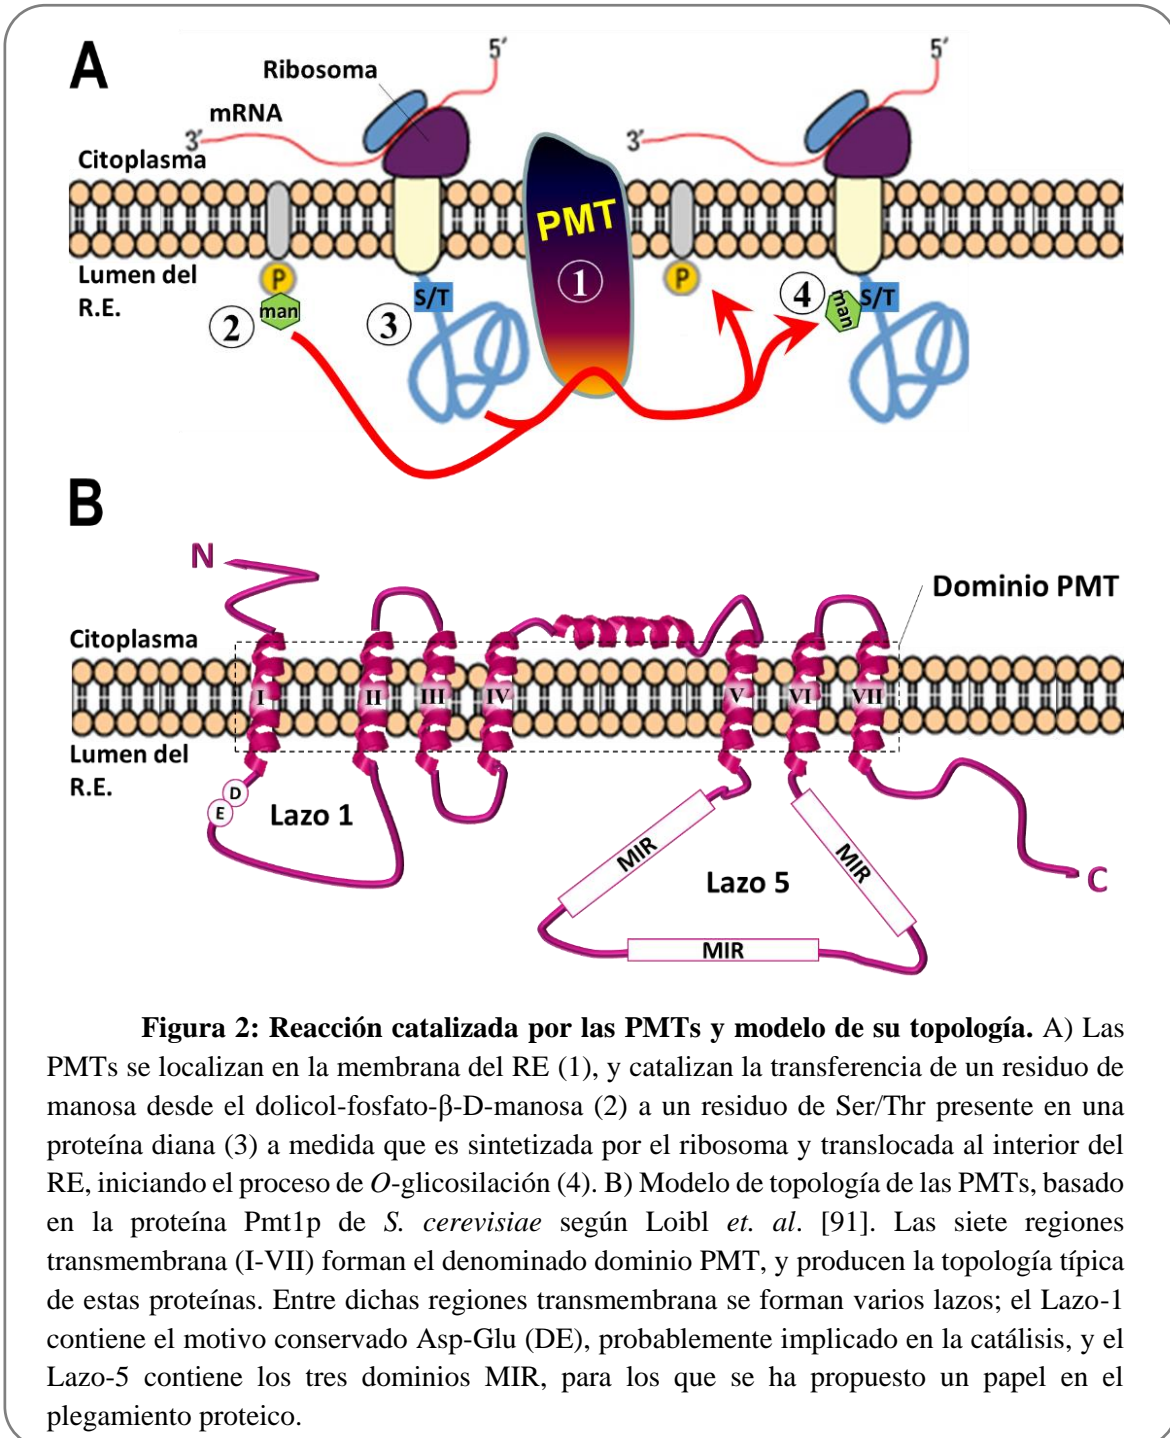 A
5′
5′
Ribosoma
mRNA
3′
3′
Citoplasma
PMT
Lumen del
R.E.
P
P
1
4
S/T
S/T
man
man
2
3
B
N
Dominio PMT
Citoplasma
I
II
III
IV
V
VI
VII
Lumen del
R.E.
D
E
Lazo 1
MIR
MIR
Lazo 5
C
MIR
Figura 2: Reacción catalizada por las PMTs y modelo de su topología. A) Las
PMTs se localizan en la membrana del RE (1), y catalizan la transferencia de un residuo de
manosa desde el dolicol-fosfato-β-D-manosa (2) a un residuo de Ser/Thr presente en una
proteína diana (3) a medida que es sintetizada por el ribosoma y translocada al interior del
RE, iniciando el proceso de O-glicosilación (4). B) Modelo de topología de las PMTs, basado
en la proteína Pmt1p de S. cerevisiae según Loibl et. al. [91]. Las siete regiones
transmembrana (I-VII) forman el denominado dominio PMT, y producen la topología típica
de estas proteínas. Entre dichas regiones transmembrana se forman varios lazos; el Lazo-1
contiene el motivo conservado Asp-Glu (DE), probablemente implicado en la catálisis, y el
Lazo-5 contiene los tres dominios MIR, para los que se ha propuesto un papel en el
plegamiento proteico.